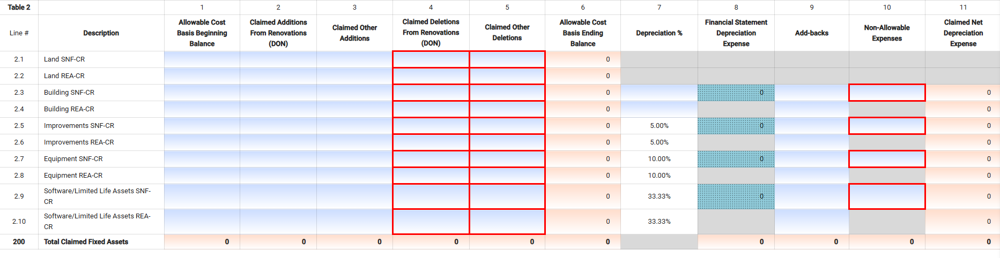 Table 2 1 2 3 4 5 6 7 8 9 10 11
Line # Description Allowable Cost Basis Beginning Balance Claimed Additions From Renovations (DON) Claimed Other Additions Claimed Deletions From Renovations (DON) Claimed Other Deletions Allowable Cost Basis Ending Balance Depreciation % Financial Statement Depreciation Expense Add-backs Non-Allowable Expenses Claimed Net Depreciation Expense
2.1 Land SNF-CR 0
2.2 Land REA-CR 0
2.3 Building SNF-CR 0 0 0
2.4 Building REA-CR 0 0
2.5 Improvements SNF-CR 0 5.00% 0 0
2.6 Improvements REA-CR 0 5.00% 0
2.7 Equipment SNF-CR 0 10.00% 0 0
2.8 Equipment REA-CR 0 10.00% 0
2.9 Software/Limited Life Assets SNF-CR 0 33.33% 0 0
2.10 Software/Limited Life Assets REA-CR 0 33.33% 0
200 Total Claimed Fixed Assets 0 0 0 0 0 0 0 0 0 0